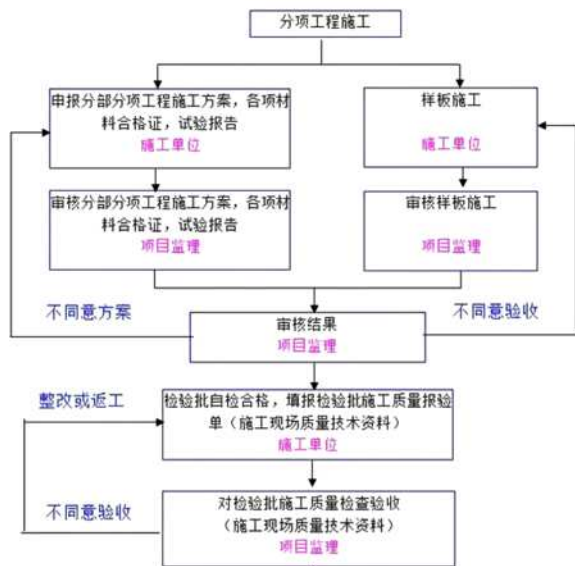 分项工程施工
申报分部分项工程施工方案，各项材
料合格证，试验报告
施工单位
样板施工
施工单位
审核分部分项工程施工方案，各项材
料合格证，试验报告
项目监理
审核样板施工
项目监理
不同意方案
审核结果
项目监理
不同意验收
整改或返工
检验批自检合格，填报检验批施工质量报验
单（施工现场质量技术资料）
施工单位
不同意验收
对检验批施工质量检查验收
（施工现场质量技术资料）
项目监理